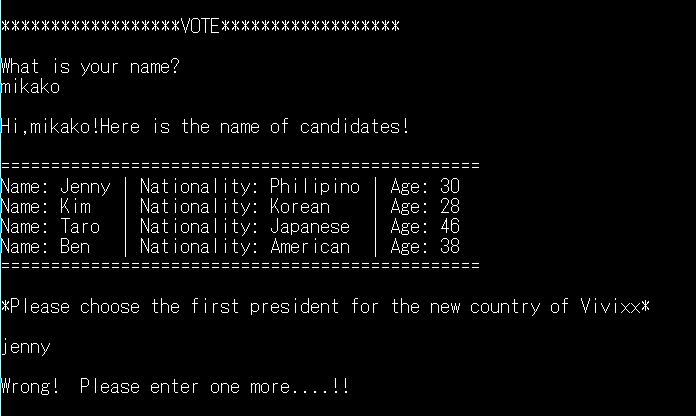 ******************VOTE******************
What is your name?
mikako
Hi,mikako!Here is the name of candidates!
================================================
Name: Jenny | Nationality: Philipino | Age: 30
Name: Kim   | Nationality: Korean    | Age: 28
Name: Taro  | Nationality: Japanese  | Age: 46
Name: Ben   | Nationality: American  | Age: 38
================================================
*Please choose the first president for the new country of Vivixx*
jenny
Wrong!  Please enter one more....!!